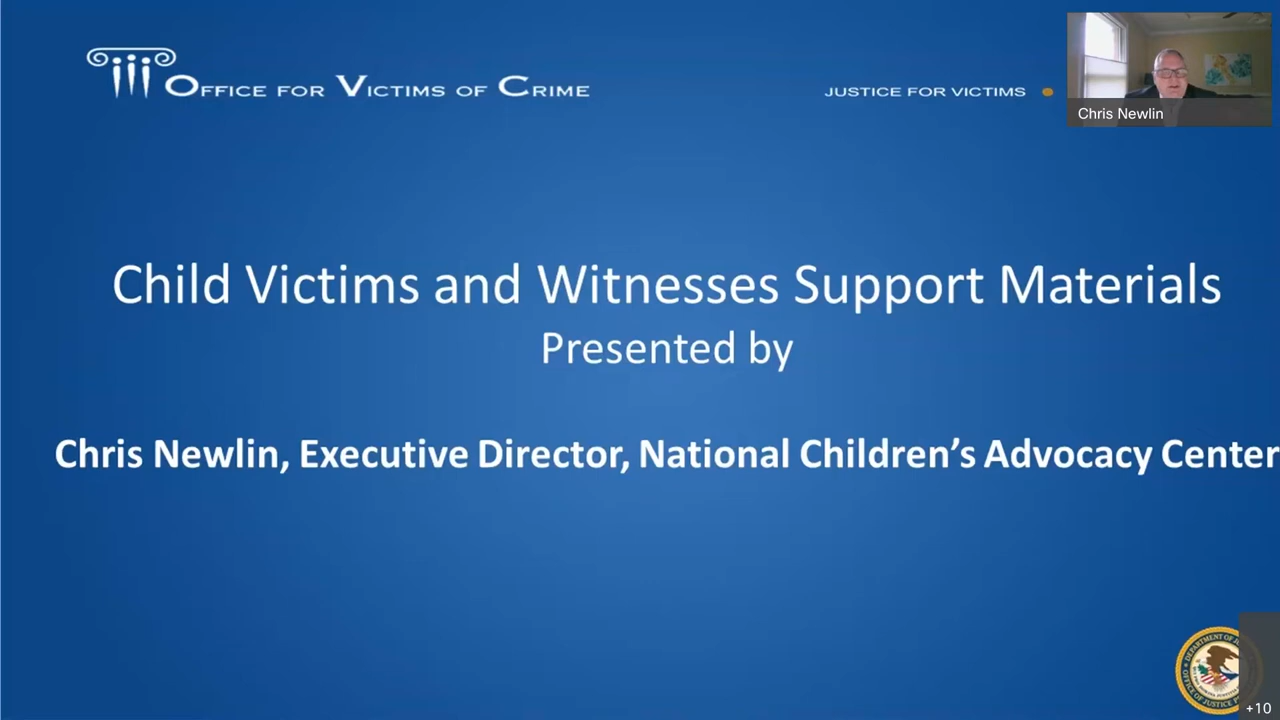 OFFICE FOR VICTIMS OF CRIME
JUSTICE FOR VICTIMS
Chris Newlin
Child Victims and Witnesses Support Materials
Presented by
Chris Newlin, Executive Director, National Children's Advocacy Center
+10